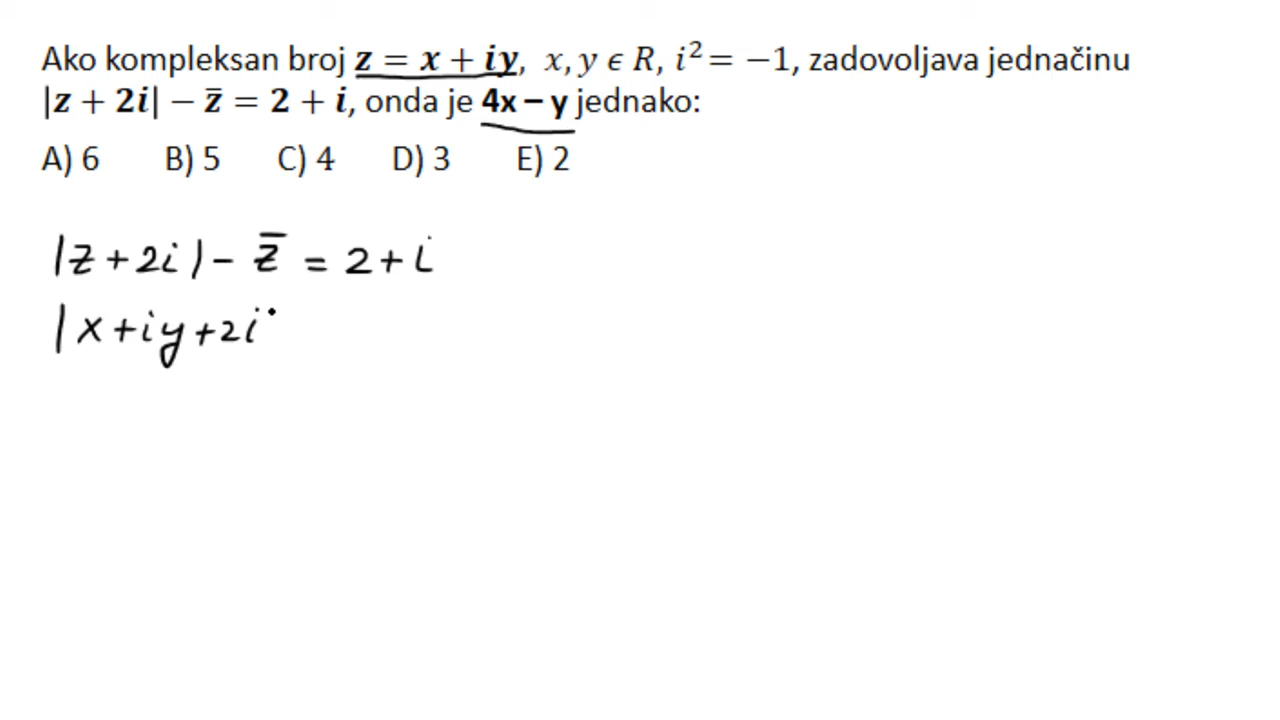 Ako kompleksan broj z = x + iy, x, y ϵ R, i² = −1, zadovoljava jednačinu
|z + 2i| − z̄ = 2 + i, onda je 4x – y jednako:
A) 6 B) 5 C) 4 D) 3 E) 2
|z + 2i| − z̄ = 2 + i
|x + iy + 2i